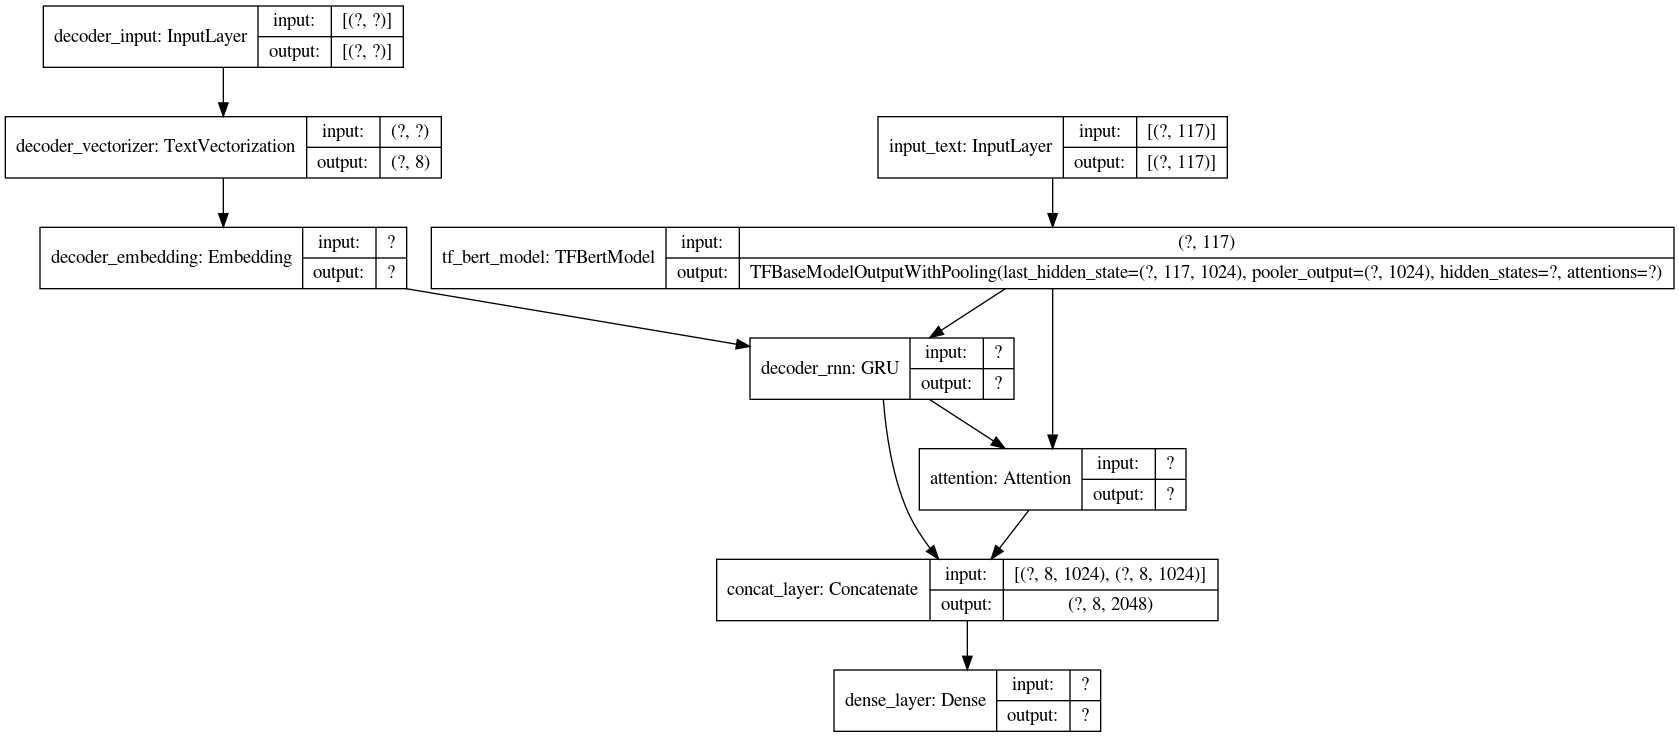 decoder_input: InputLayer
input: [(?, ?)]
output: [(?, ?)]
decoder_vectorizer: TextVectorization
input: (?, ?)
output: (?, 8)
input_text: InputLayer
input: [(?, 117)]
output: [(?, 117)]
decoder_embedding: Embedding
input: ?
output: ?
tf_bert_model: TFBertModel
input: (?, 117)
output: TFBaseModelOutputWithPooling(last_hidden_state=(?, 117, 1024), pooler_output=(?, 1024), hidden_states=?, attentions=?)
decoder_rnn: GRU
input: ?
output: ?
attention: Attention
input: ?
output: ?
concat_layer: Concatenate
input: [(?, 8, 1024), (?, 8, 1024)]
output: (?, 8, 2048)
dense_layer: Dense
input: ?
output: ?